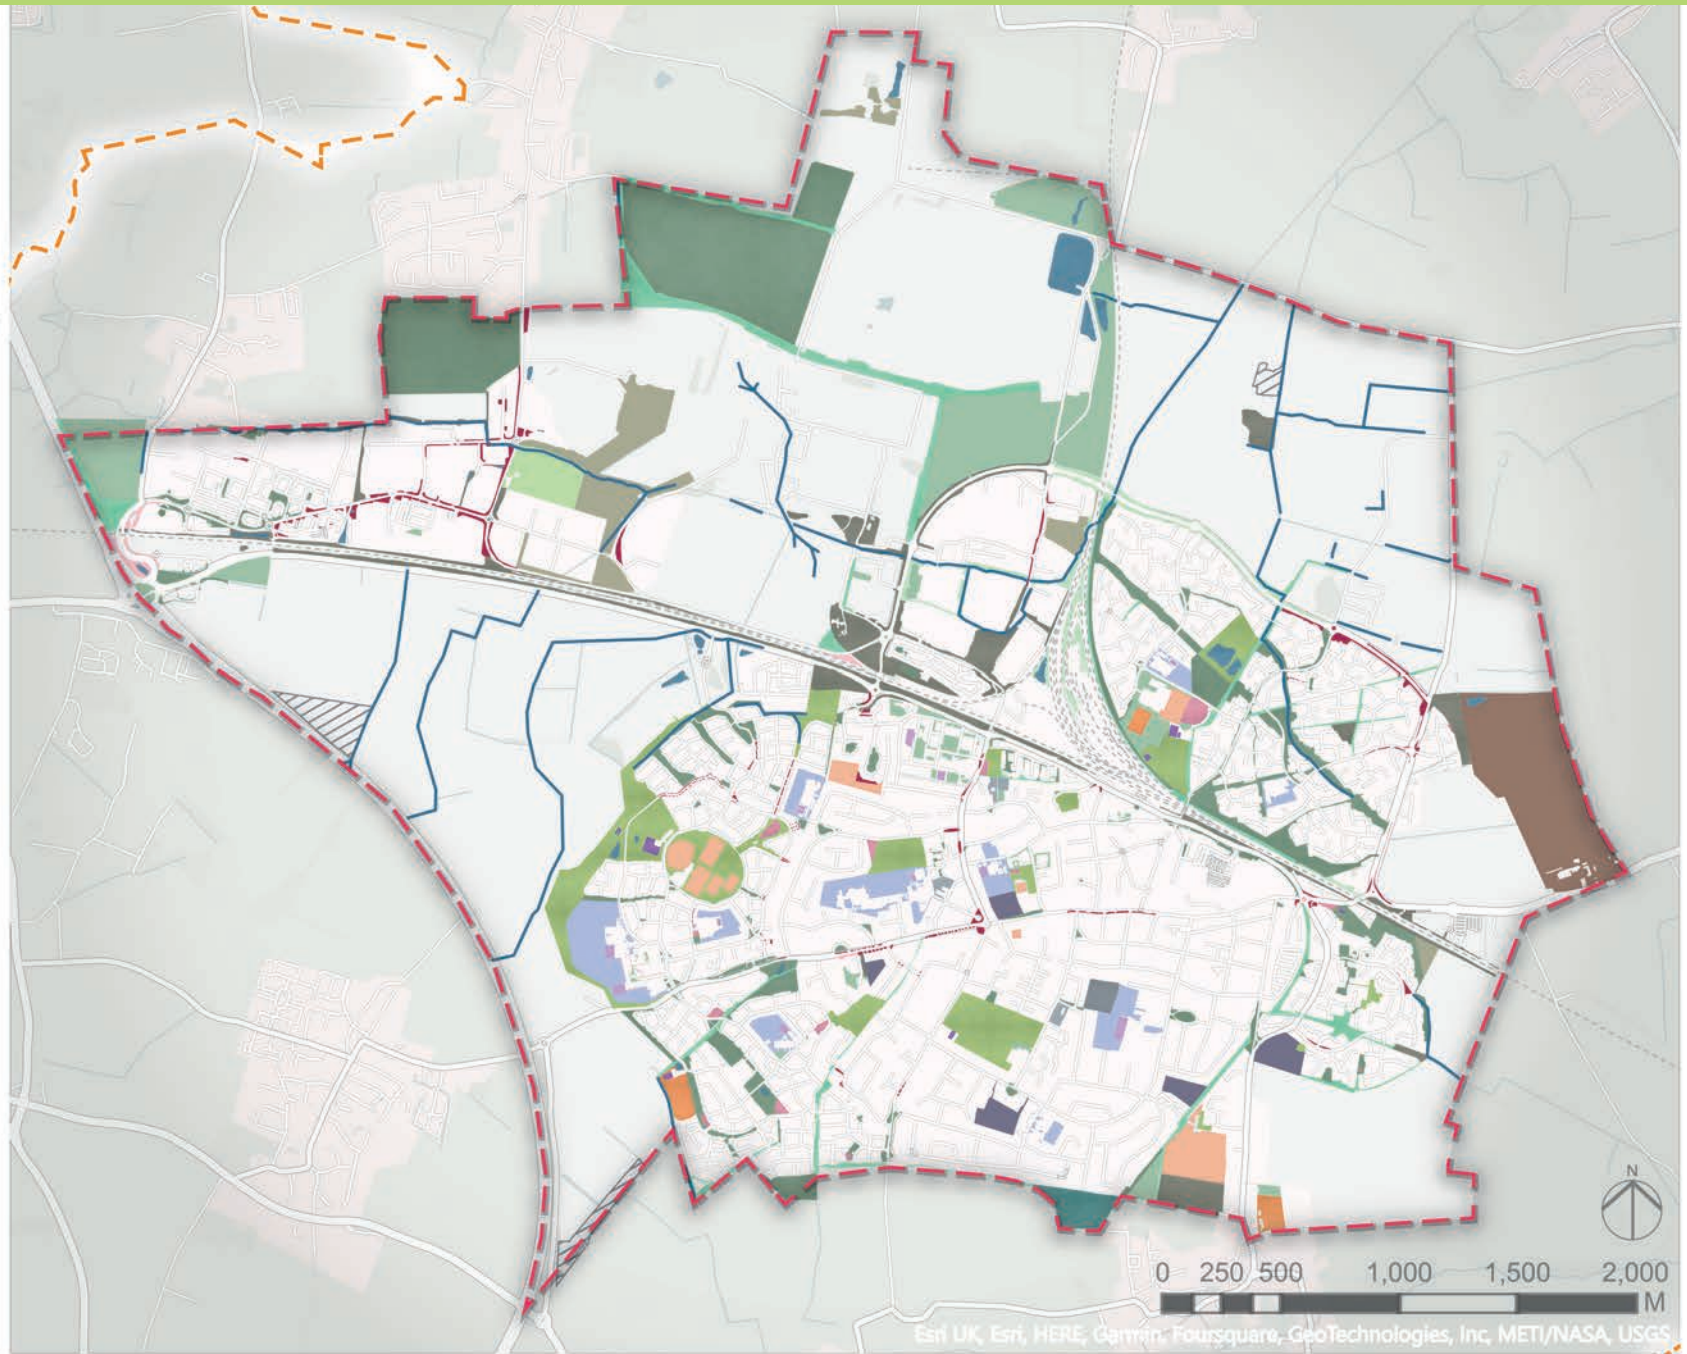 N
0 250 500 1,000 1,500 2,000
M
Esri UK, Esri, HERE, Garmin, Foursquare, GeoTechnologies, Inc, METI/NASA, USGS